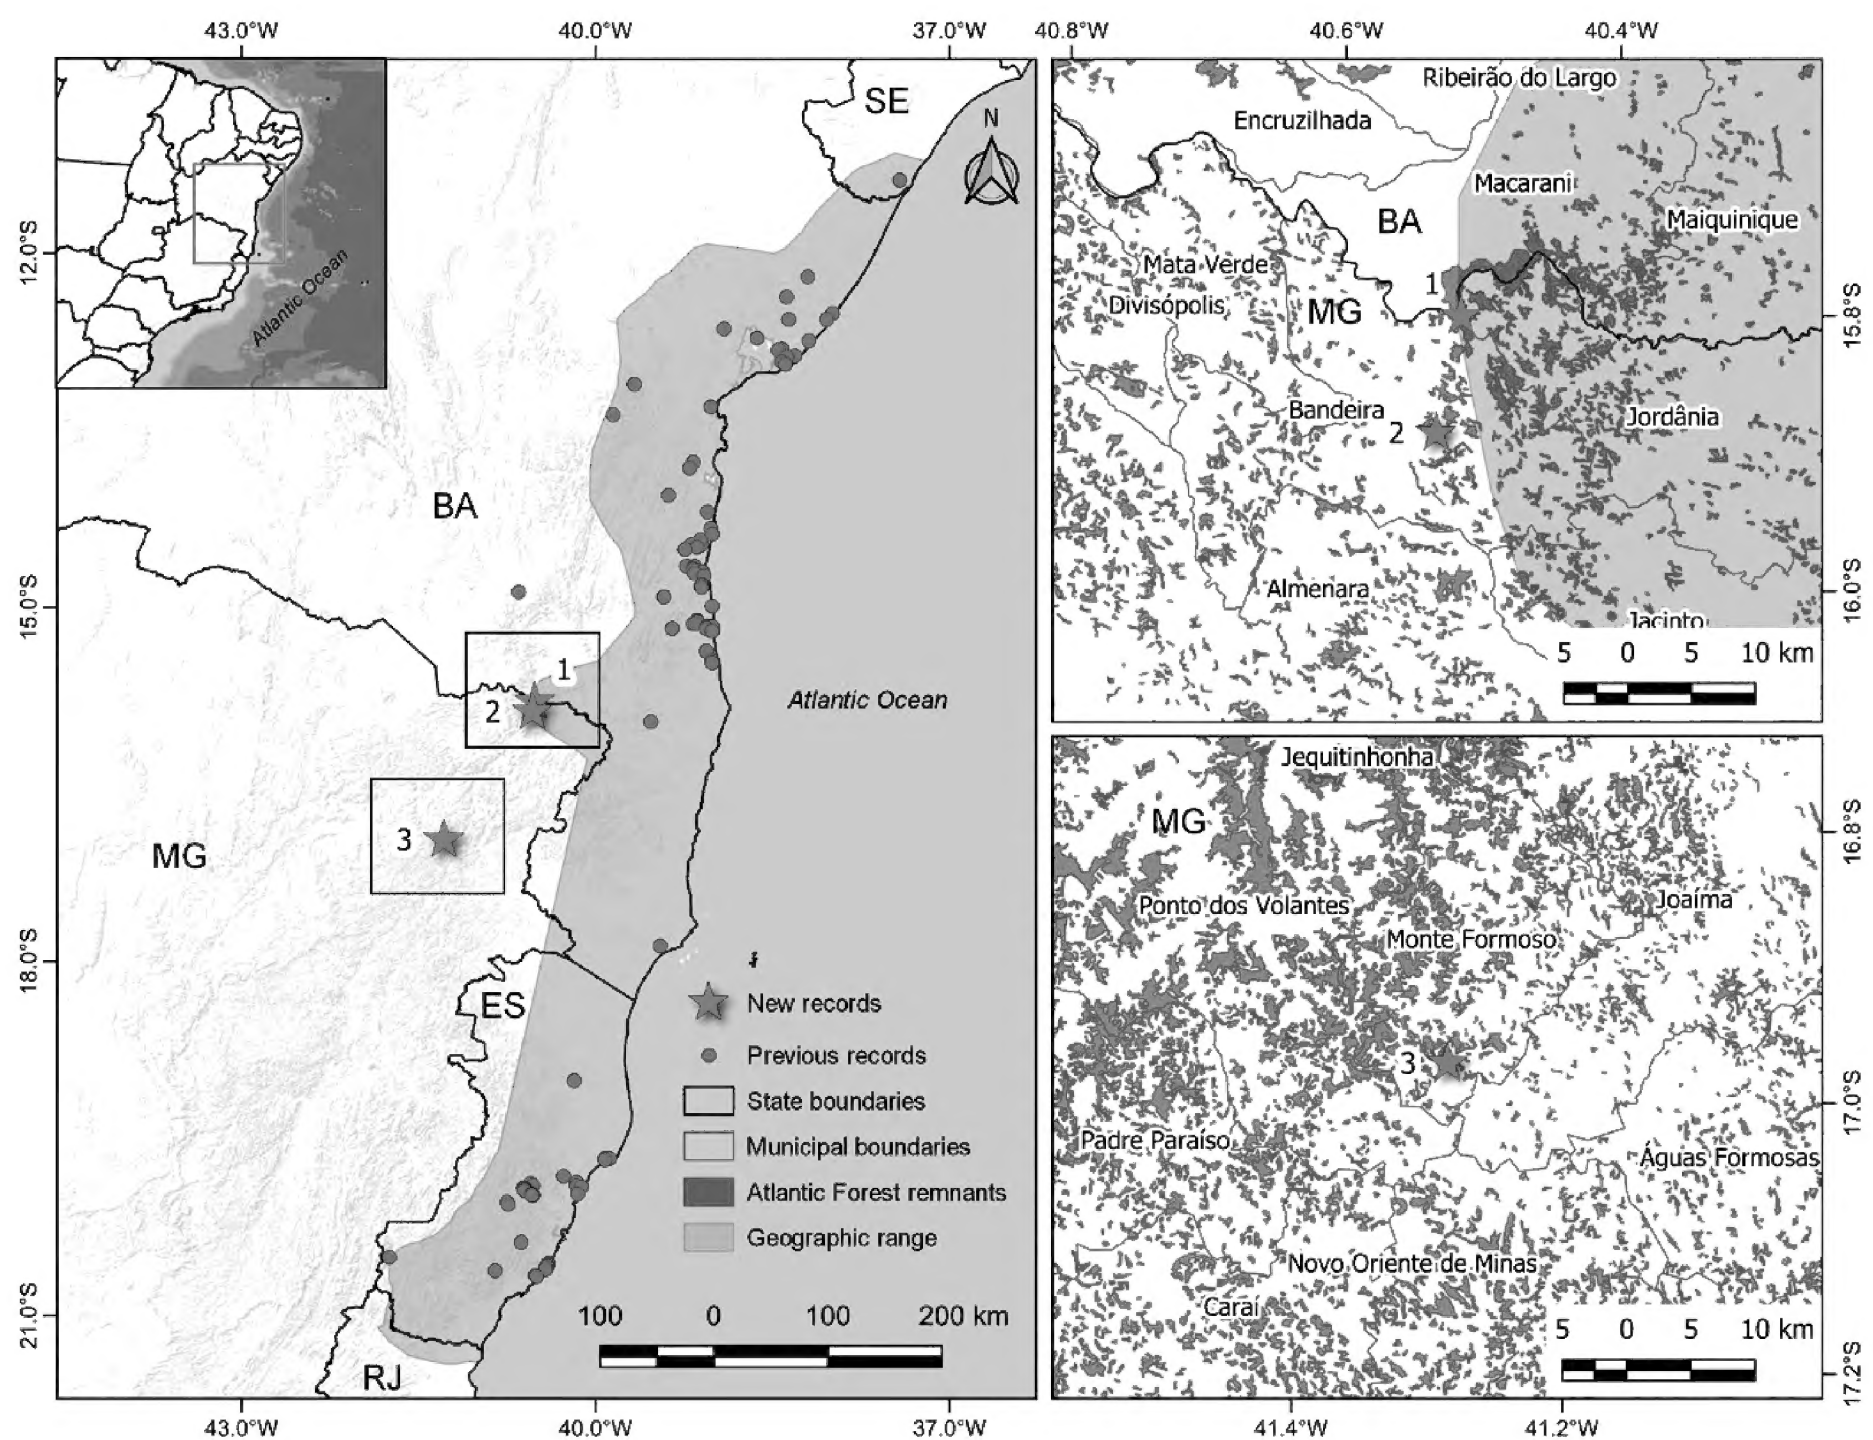 43.0°W
40.0°W
37.0°W
40.8°W
40.6°W
40.4°W
SE
N
Atlantic Ocean
12.0°S
15.0°S
18.0°S
21.0°S
BA
1
2
3
MG
ES
RJ
Atlantic Ocean
New records
Previous records
State boundaries
Municipal boundaries
Atlantic Forest remnants
Geographic range
100 0 100 200 km
43.0°W
40.0°W
37.0°W
Ribeirão do Largo
Encruzilhada
Macarani
BA
Maiquinique
Mata Verde
1
Divisópolis
MG
15.8°S
Bandeira
2
Jordânia
Almenara
16.0°S
Jacinto
5 0 5 10 km
Jequitinhonha
MG
16.8°S
Ponto dos Volantes
Joaíma
Monte Formoso
3
17.0°S
Padre Paraíso
Águas Formosas
Novo Oriente de Minas
Caraí
5 0 5 10 km
17.2°S
41.4°W
41.2°W